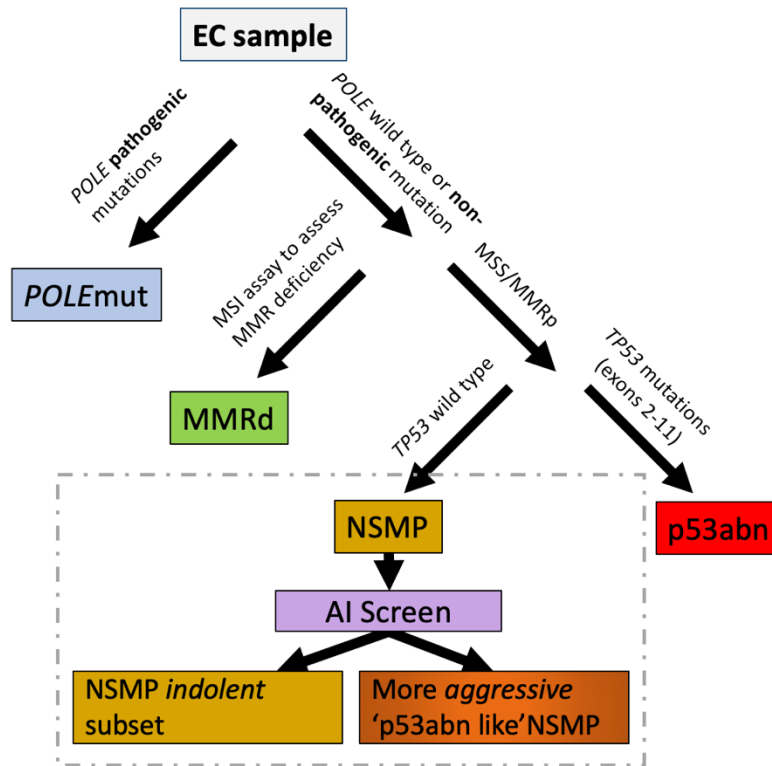 EC sample
POLE pathogenic
mutations
POLE wild type or non-
pathogenic mutation
POLEmut
MSI assay to assess
MMR deficiency
MSS/MMRp
MMRd
TP53 wild type
TP53 mutations
(exons 2-11)
NSMP
p53abn
AI Screen
NSMP indolent
subset
More aggressive
‘p53abn like’NSMP